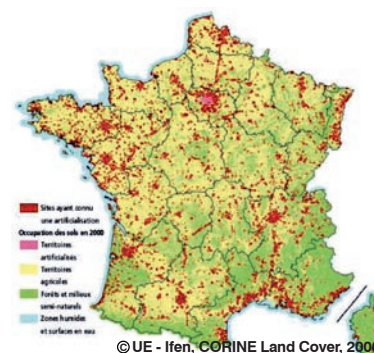 Sites ayant connu
une artificialisation
Occupation des sols en 2000
Territoires
artificialisés
Territoires
agricoles
Forêts et milieux
semi-naturels
Zones humides
et surfaces en eau
© UE - Ifen, CORINE Land Cover,